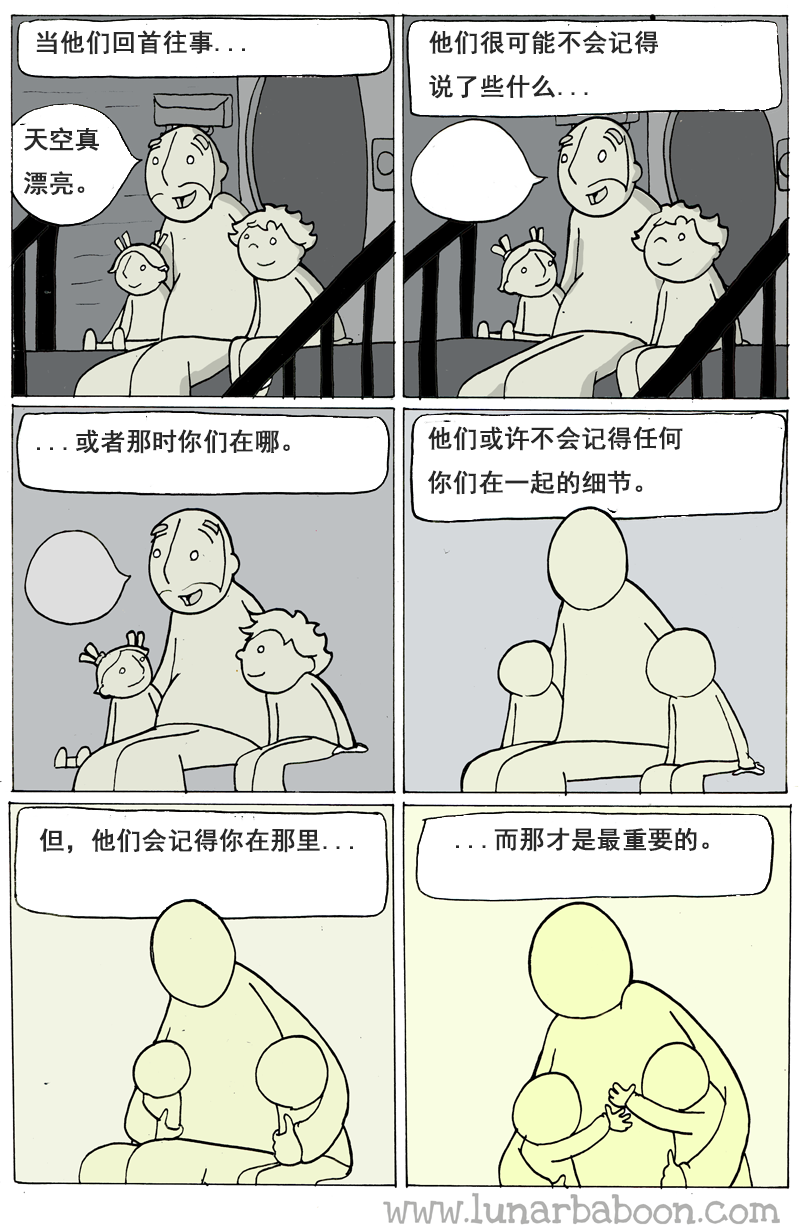 当他们回首往事...
天空真
漂亮。
他们很可能不会记得
说了些什么...
...或者那时你们在哪。
他们或许不会记得任何
你们在一起的细节。
但，他们会记得你在那里...
...而那才是最重要的。
www.lunarbaboon.com